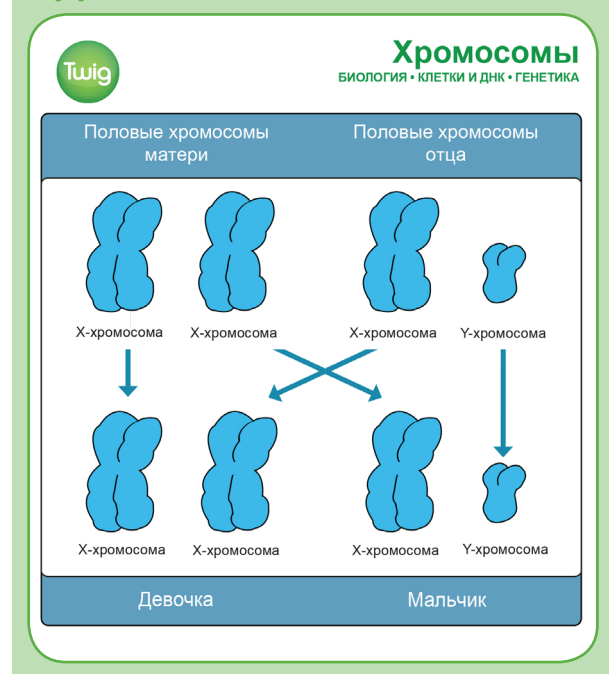 Twig
Хромосомы
БИОЛОГИЯ • КЛЕТКИ И ДНК • ГЕНЕТИКА
Половые хромосомы
матери
Половые хромосомы
отца
Х-хромосома Х-хромосома Х-хромосома Y-хромосома
Х-хромосома Х-хромосома Х-хромосома Y-хромосома
Девочка Мальчик